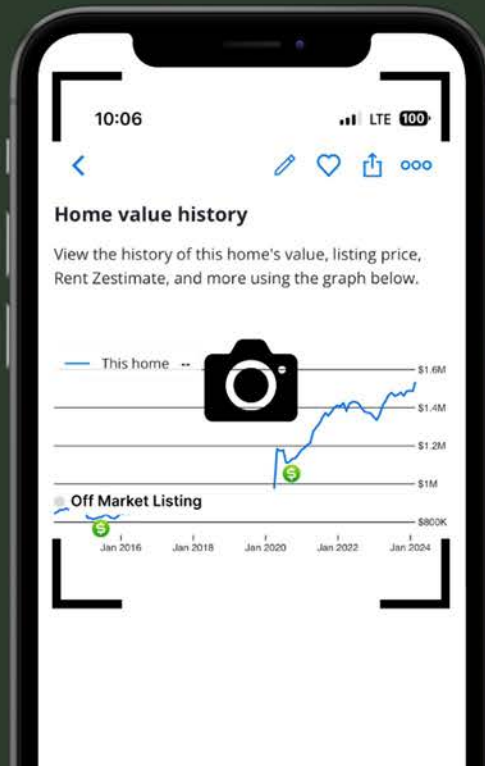 10:06 LTE 100
Home value history
View the history of this home's value, listing price,
Rent Zestimate, and more using the graph below.
This home --
$1.6M
$1.4M
$1.2M
$1M
Off Market Listing
$
$
$800K
Jan 2016 Jan 2018 Jan 2020 Jan 2022 Jan 2024